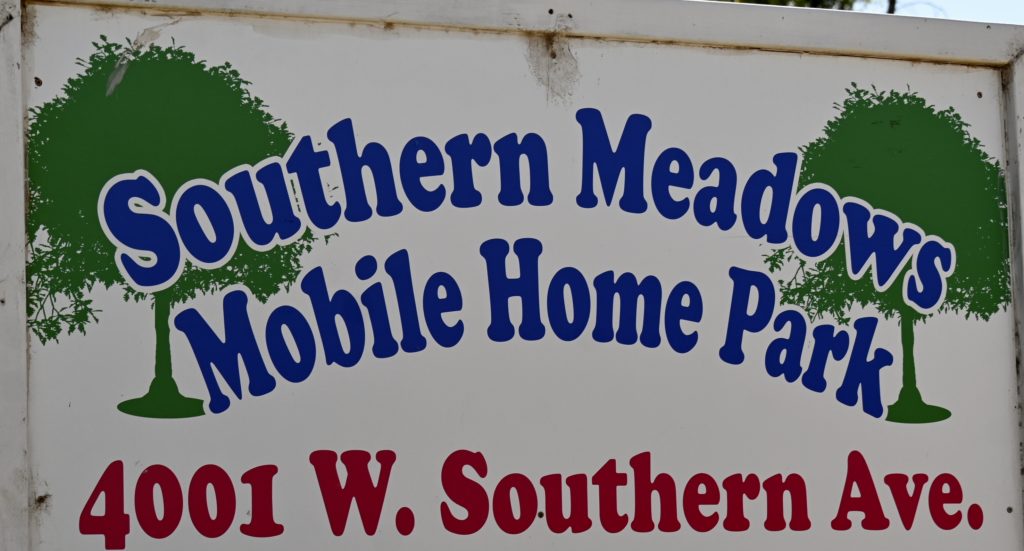 Southern Meadows
Mobile Home Park
4001 W. Southern Ave.